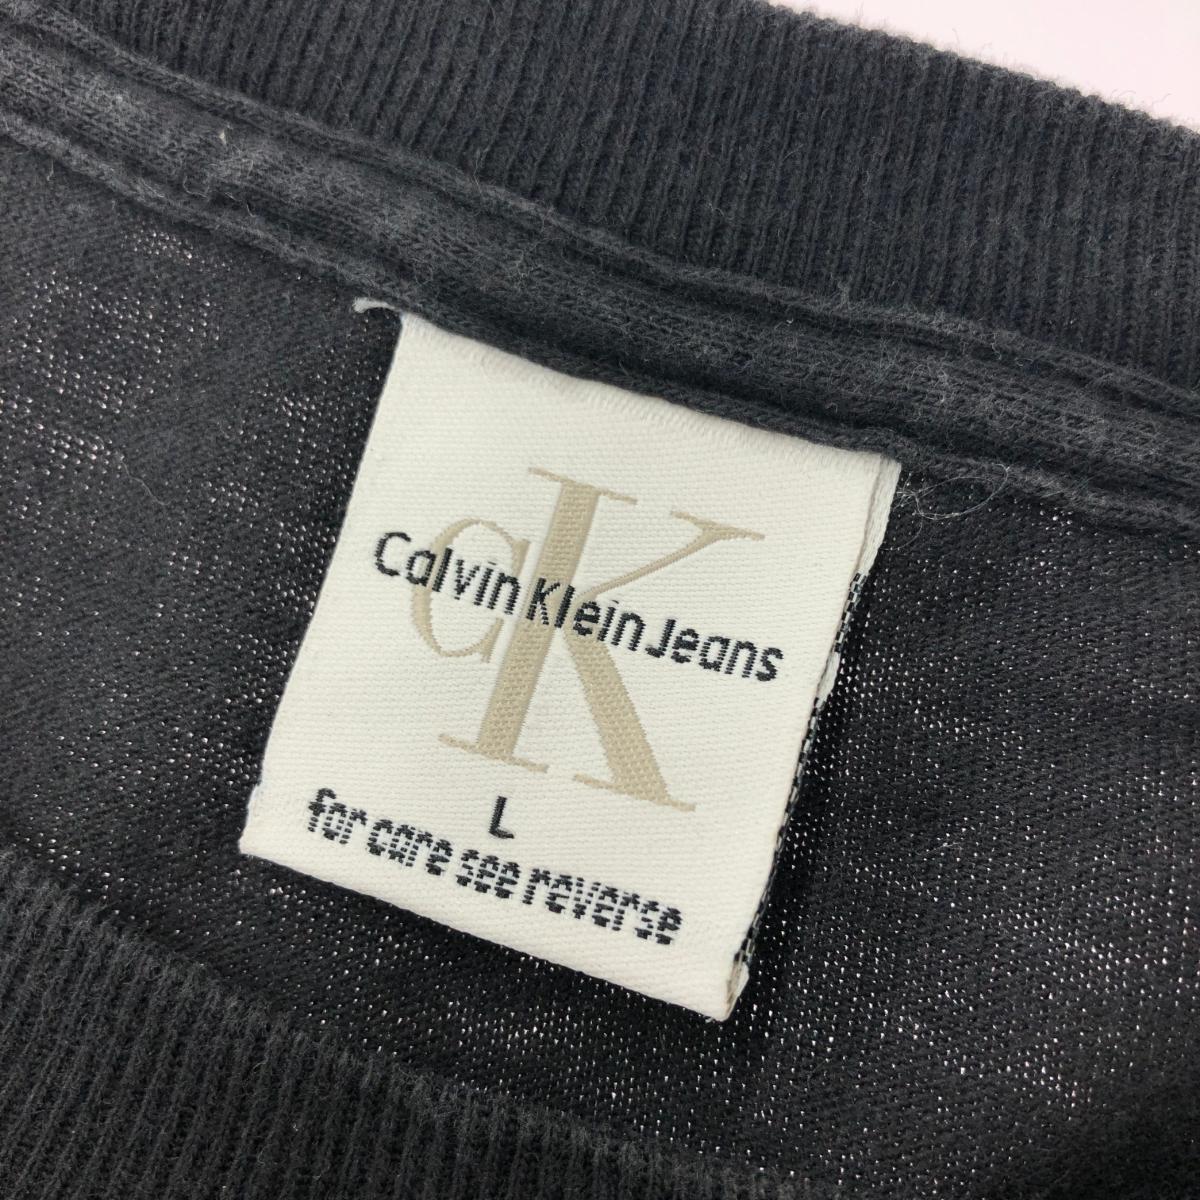 CK
Calvin Klein Jeans
L
for care see reverse